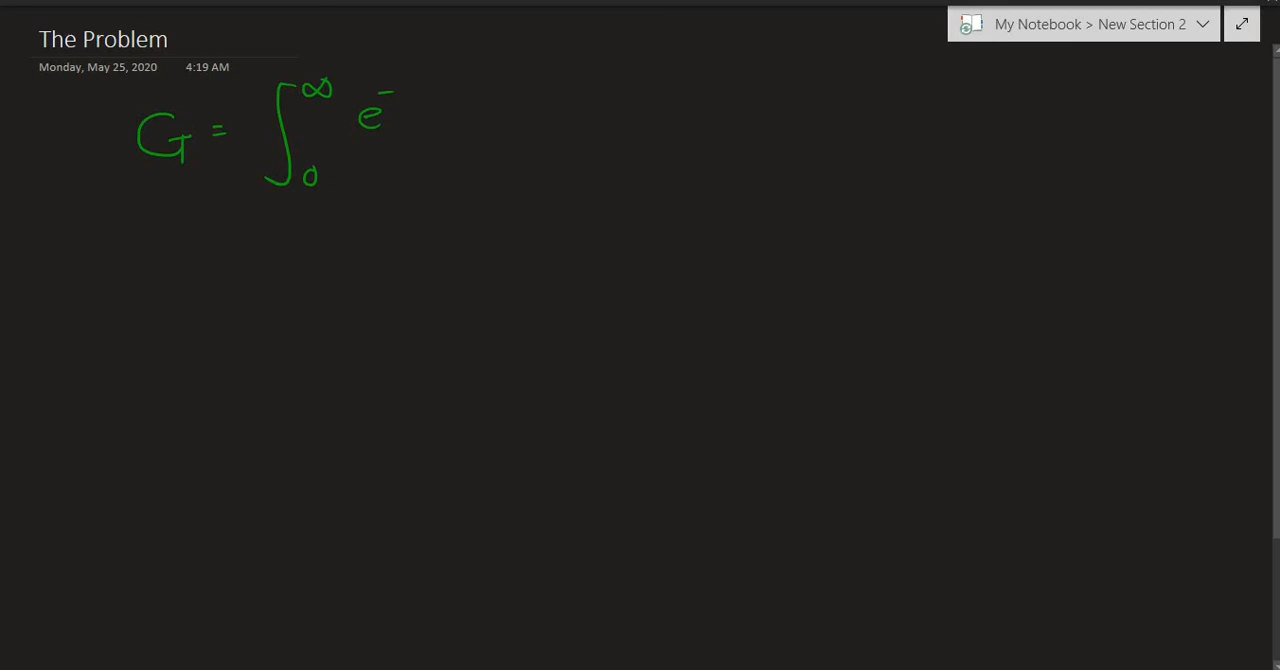 My Notebook > New Section 2
The Problem
Monday, May 25, 2020 4:19 AM
G = ∫₀^∞ e⁻